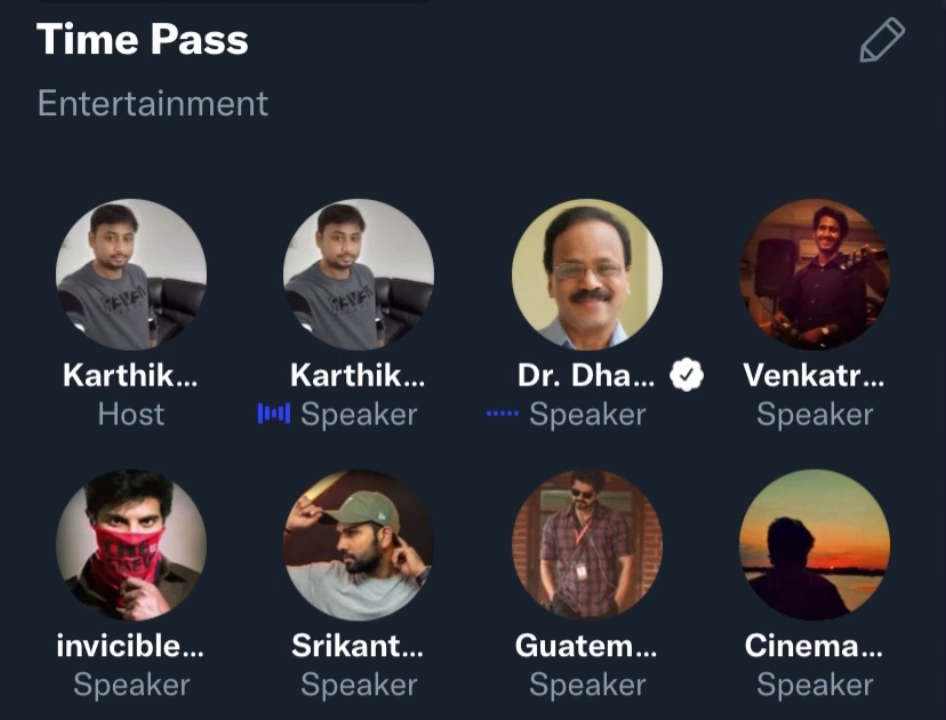 Time Pass
Entertainment
Karthik... Karthik... Dr. Dha... Venkatr...
Host Speaker Speaker Speaker
invicible... Srikant... Guatem... Cinema...
Speaker Speaker Speaker Speaker